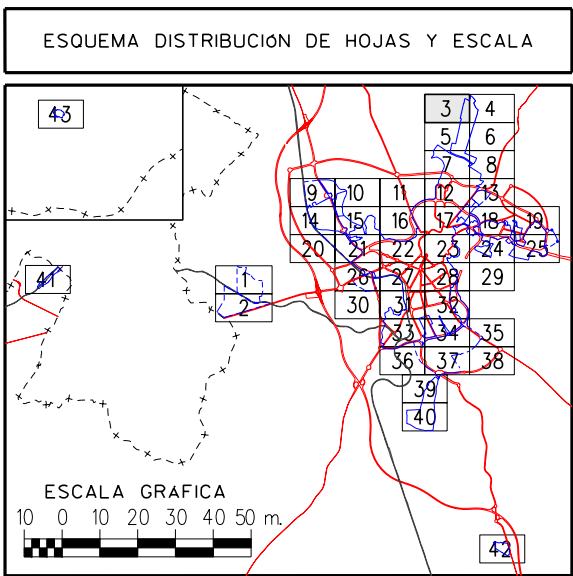 ESQUEMA DISTRIBUCIóN DE HOJAS Y ESCALA
43
3 4
5 6
7 8
9 10 11 12 13
14 15 16 17 18 19
20 21 22 23 24 25
41 1 26 27 28 29
2 30 31 32
33 34 35
36 37 38
39
40
ESCALA GRÁFICA
10 0 10 20 30 40 50 m.
42